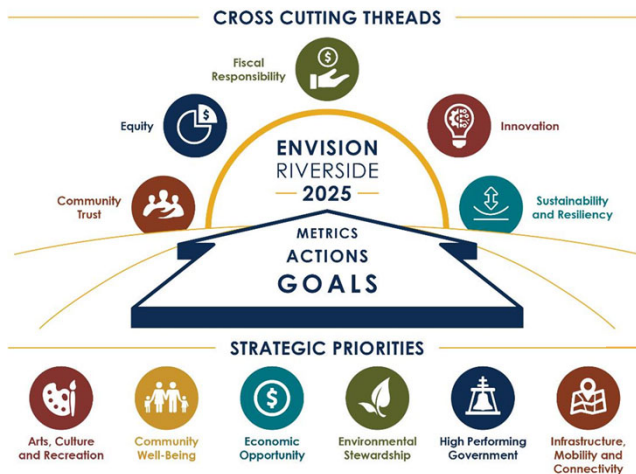 CROSS CUTTING THREADS
Fiscal
Responsibility
$
Equity
$
Innovation
Community
Trust
Sustainability
and Resiliency
ENVISION
RIVERSIDE
2025
METRICS
ACTIONS
GOALS
STRATEGIC PRIORITIES
$
Arts, Culture
and Recreation
Community
Well-Being
Economic
Opportunity
Environmental
Stewardship
High Performing
Government
Infrastructure,
Mobility and
Connectivity